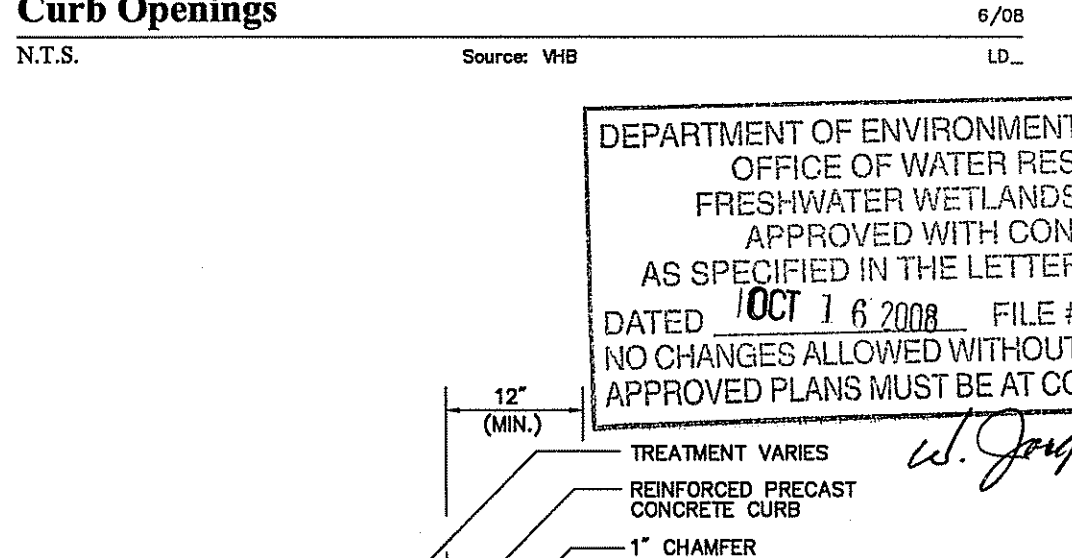 Curb Openings
6/08
N.T.S.
Source: VHB
LD_
DEPARTMENT OF ENVIRONMENT
OFFICE OF WATER RES
FRESHWATER WETLANDS
APPROVED WITH CON
AS SPECIFIED IN THE LETTER
DATED OCT 16 2008 FILE #
NO CHANGES ALLOWED WITHOUT
APPROVED PLANS MUST BE AT CO
12"
(MIN.)
TREATMENT VARIES
REINFORCED PRECAST
CONCRETE CURB
1" CHAMFER
W.